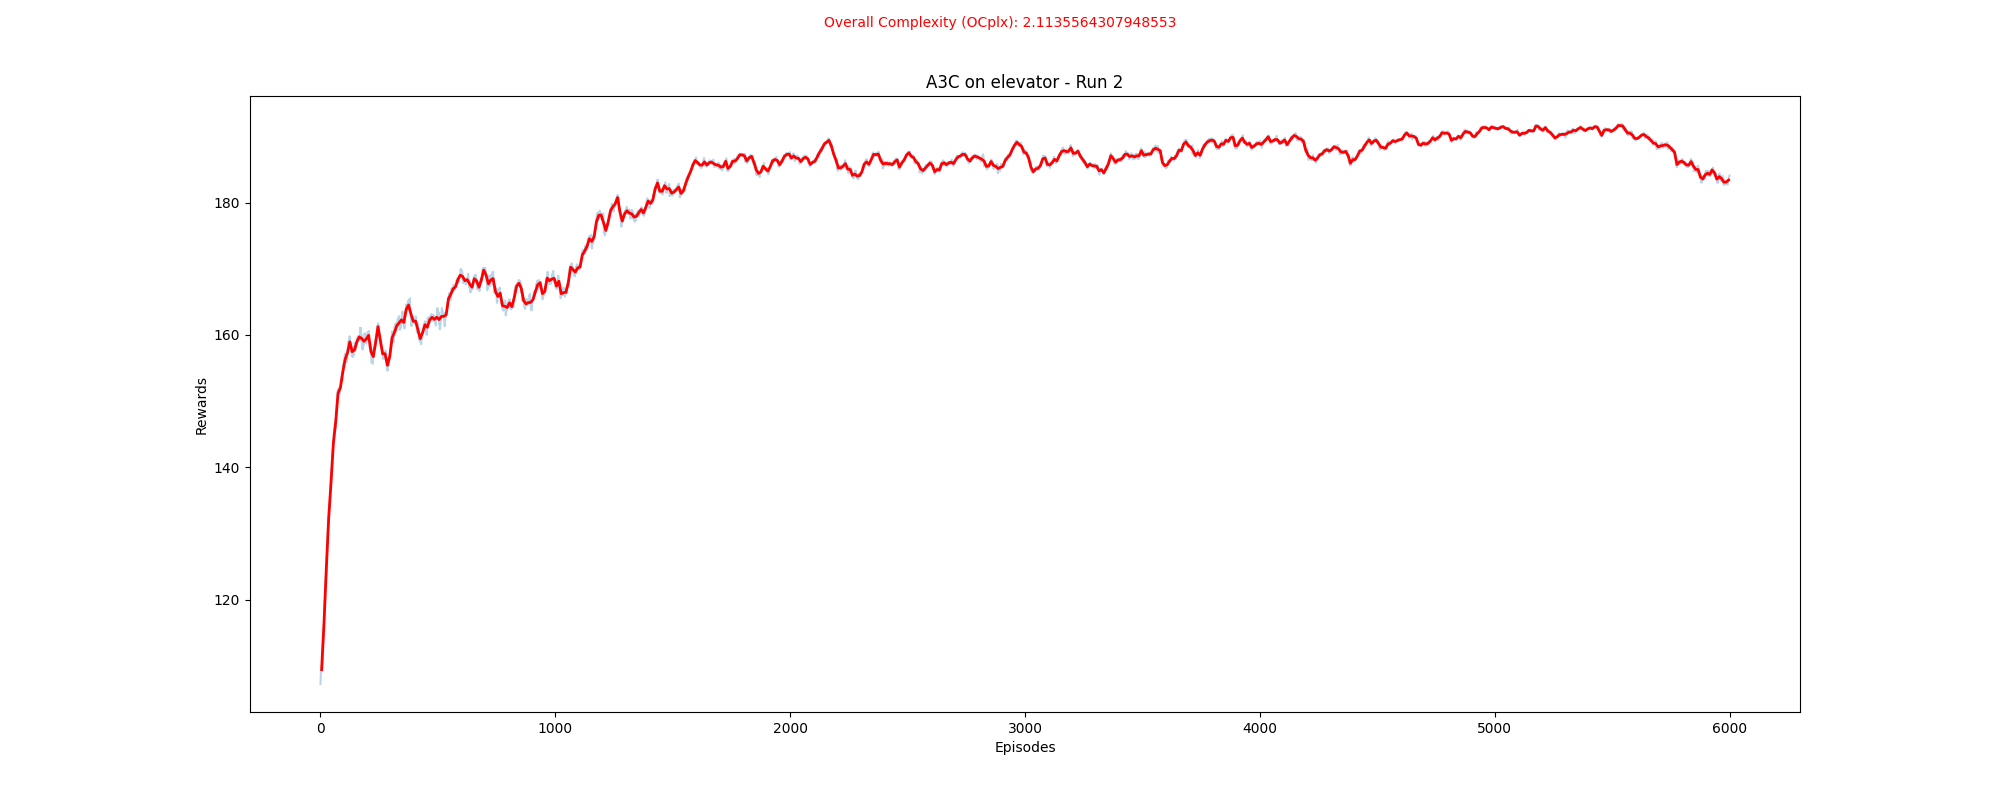 Overall Complexity (OCplx): 2.1135564307948553
A3C on elevator - Run 2
Rewards
180
160
140
120
0 1000 2000 3000 4000 5000 6000
Episodes